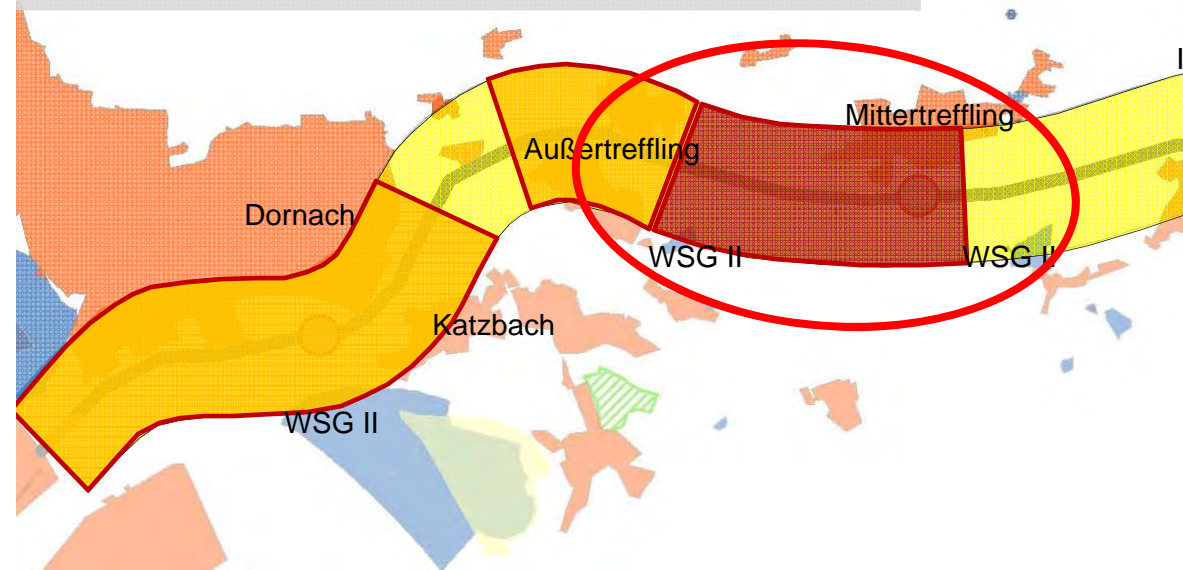 I
Mittertreffling
Außertreffling
Dornach
WSG II
WSG II
Katzbach
WSG II